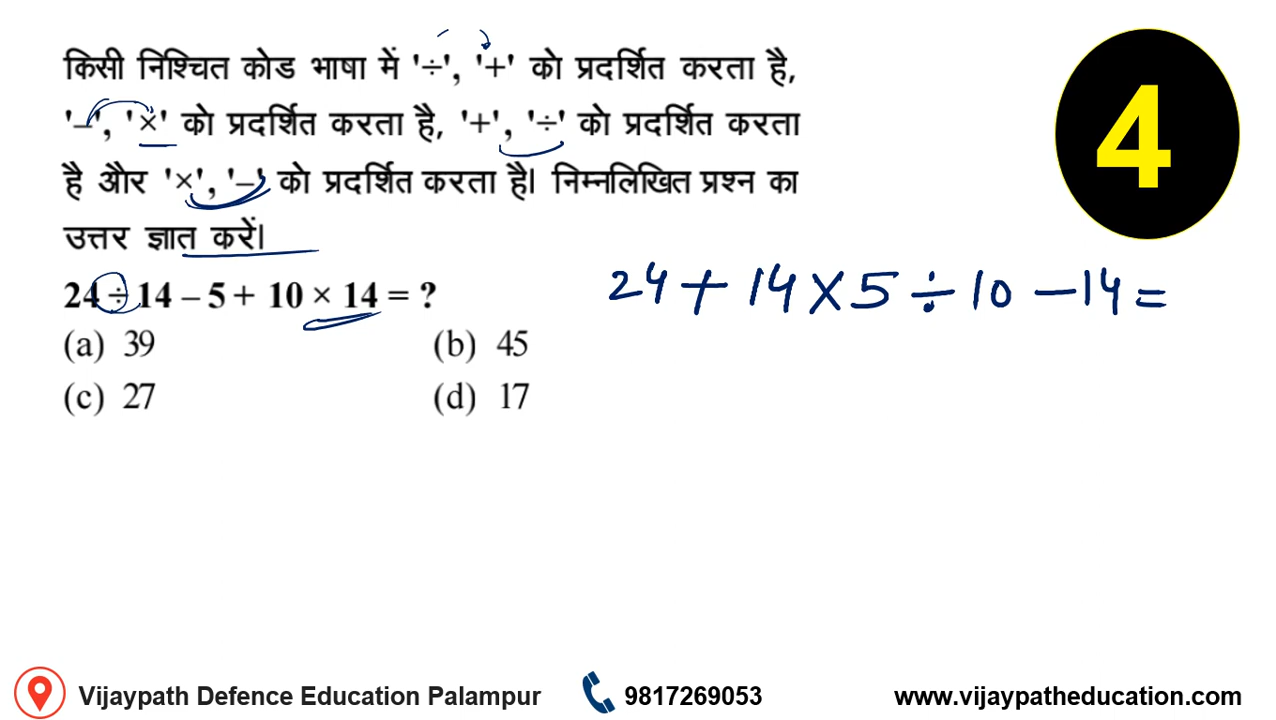 किसी निश्चित कोड भाषा में '÷', '+' को प्रदर्शित करता है,
'–', '×' को प्रदर्शित करता है, '+', '÷' को प्रदर्शित करता
है और '×', '–' को प्रदर्शित करता है। निम्नलिखित प्रश्न का
उत्तर ज्ञात करें।
24 ÷ 14 – 5 + 10 × 14 = ?
(a) 39 (b) 45
(c) 27 (d) 17
4
24 + 14 × 5 ÷ 10 – 14 =
Vijaypath Defence Education Palampur 9817269053 www.vijaypatheducation.com